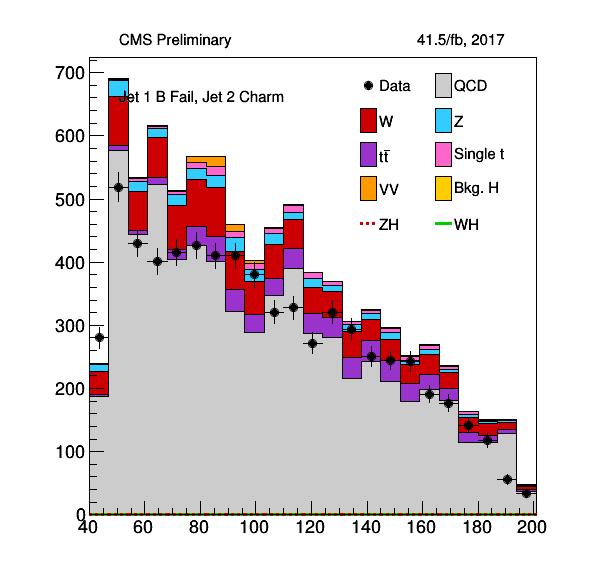 CMS Preliminary 41.5/fb, 2017
Jet 1 B Fail, Jet 2 Charm
Data QCD
W Z
tt̄ Single t
VV Bkg. H
ZH WH
700
600
500
400
300
200
100
0
40 60 80 100 120 140 160 180 200